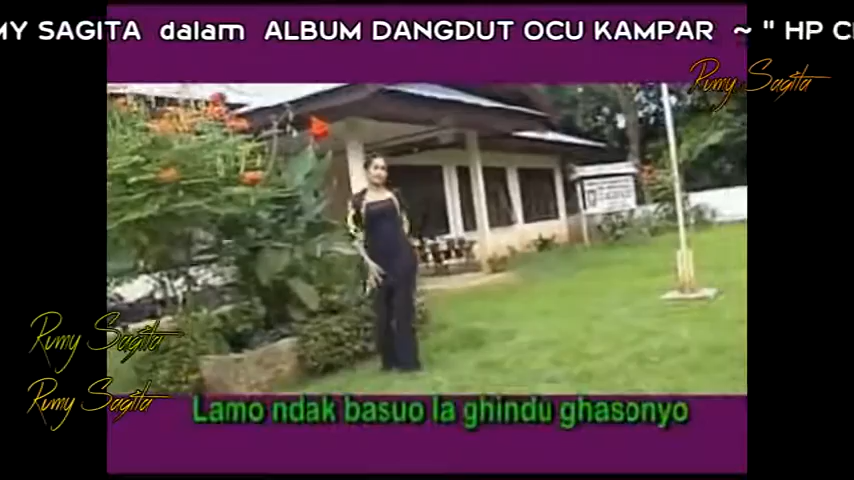 MY SAGITA dalam ALBUM DANGDUT OCU KAMPAR ~ " HP C
Rumy Sagita
Rumy Sagita
Rumy Sagita
Lamo ndak basuo la ghindu ghasonyo